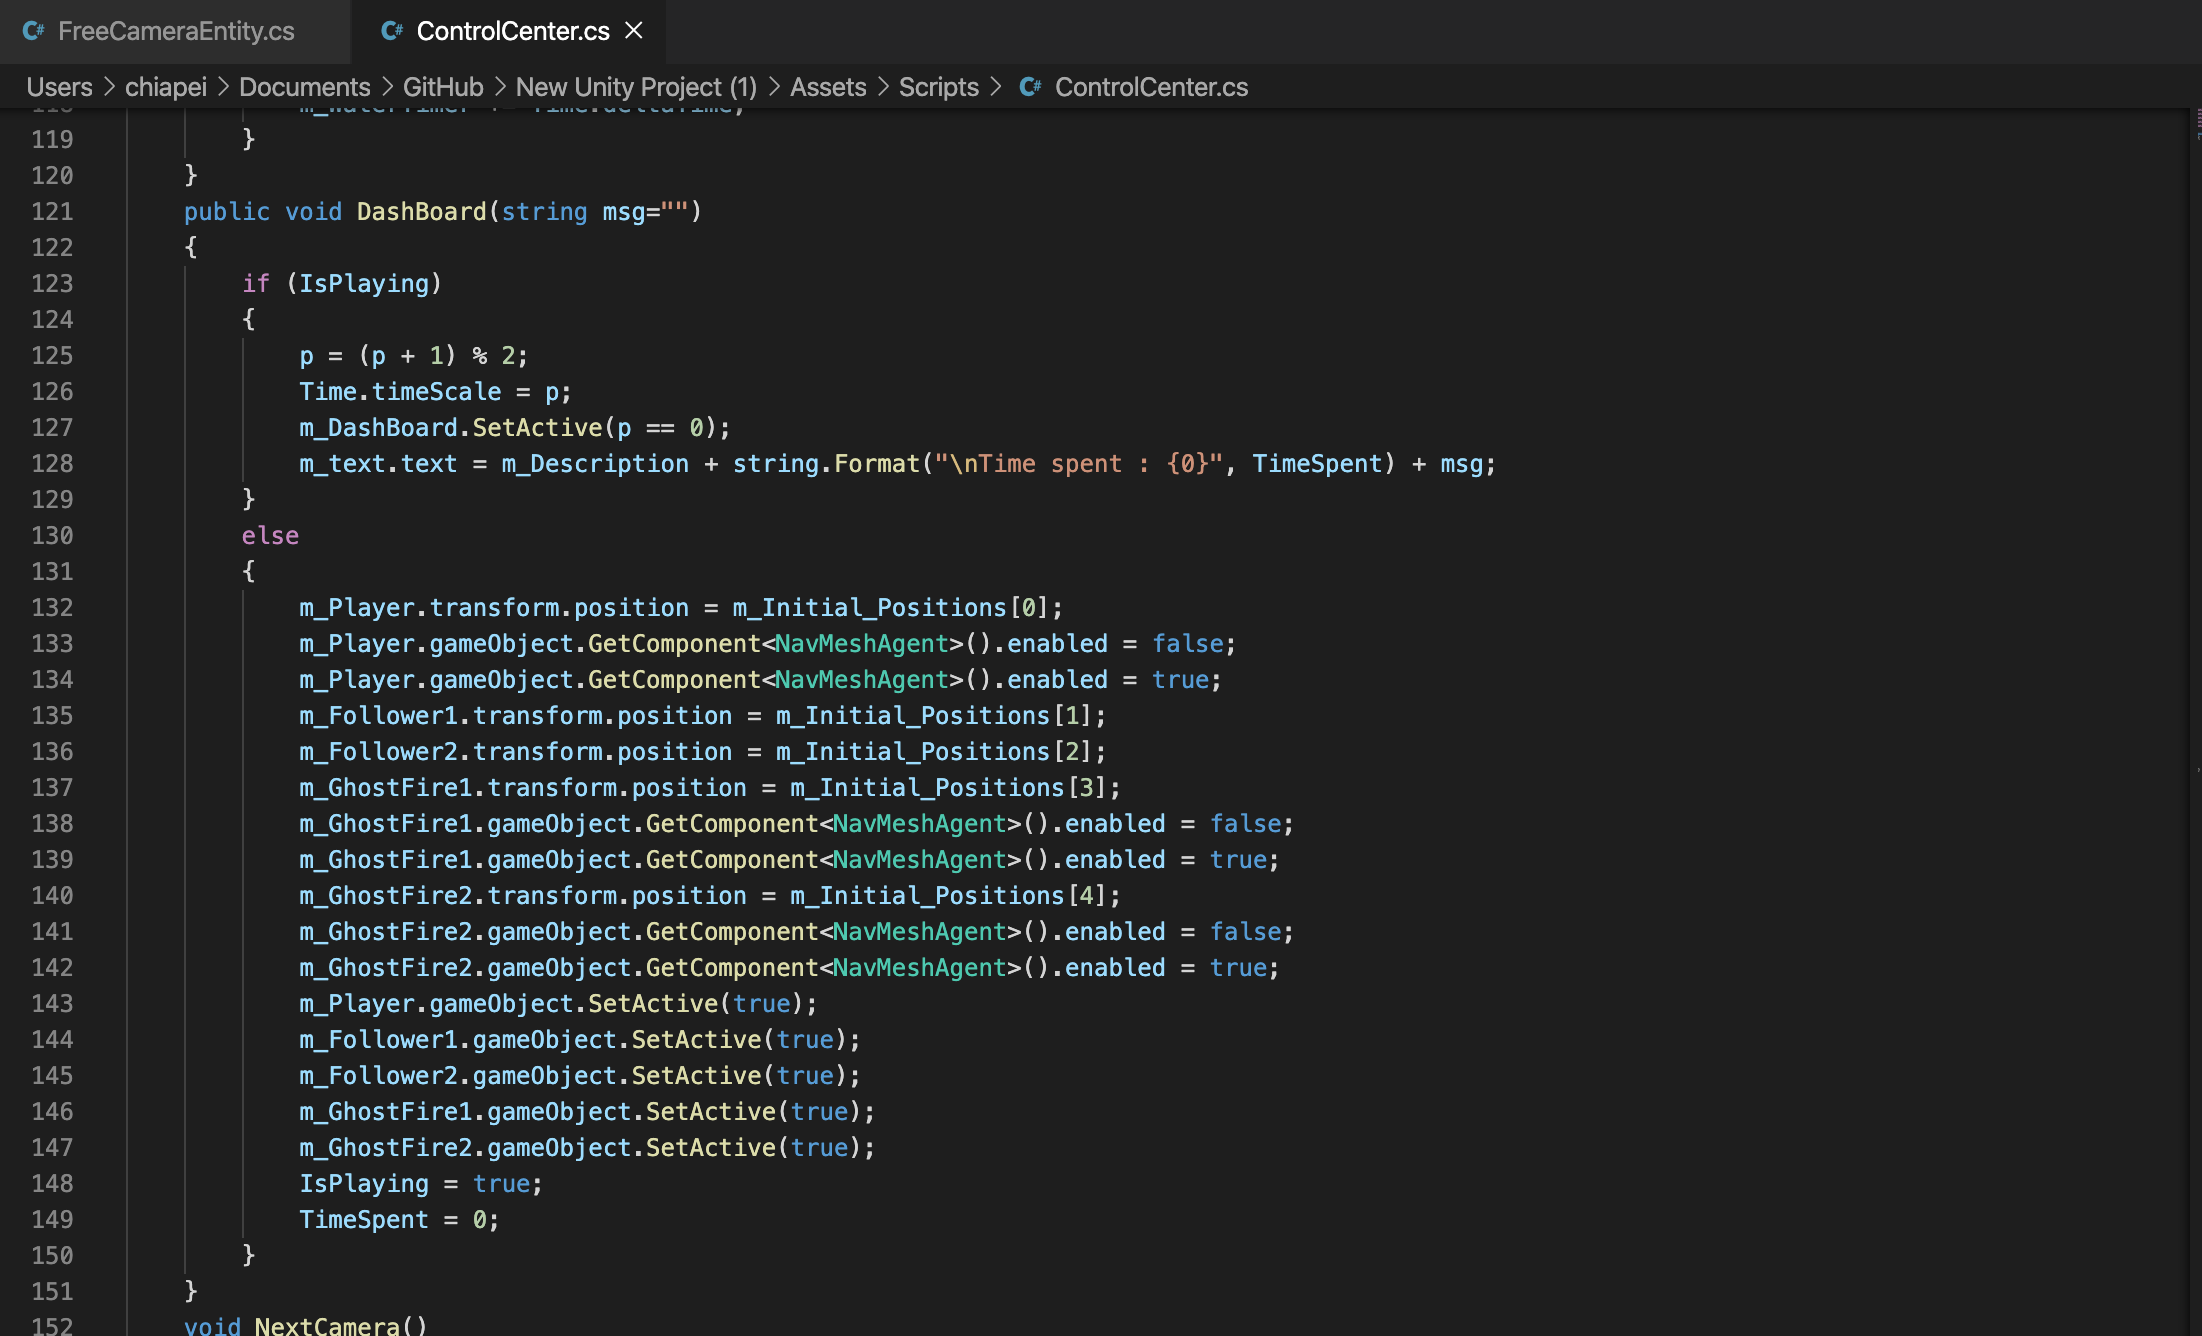 FreeCameraEntity.cs
ControlCenter.cs
Users > chiapei > Documents > GitHub > New Unity Project (1) > Assets > Scripts > ControlCenter.cs
119 }
120 }
121 public void DashBoard(string msg="")
122 {
123 if (IsPlaying)
124 {
125 p = (p + 1) % 2;
126 Time.timeScale = p;
127 m_DashBoard.SetActive(p == 0);
128 m_text.text = m_Description + string.Format("\nTime spent : {0}", TimeSpent) + msg;
129 }
130 else
131 {
132 m_Player.transform.position = m_Initial_Positions[0];
133 m_Player.gameObject.GetComponent<NavMeshAgent>().enabled = false;
134 m_Player.gameObject.GetComponent<NavMeshAgent>().enabled = true;
135 m_Follower1.transform.position = m_Initial_Positions[1];
136 m_Follower2.transform.position = m_Initial_Positions[2];
137 m_GhostFire1.transform.position = m_Initial_Positions[3];
138 m_GhostFire1.gameObject.GetComponent<NavMeshAgent>().enabled = false;
139 m_GhostFire1.gameObject.GetComponent<NavMeshAgent>().enabled = true;
140 m_GhostFire2.transform.position = m_Initial_Positions[4];
141 m_GhostFire2.gameObject.GetComponent<NavMeshAgent>().enabled = false;
142 m_GhostFire2.gameObject.GetComponent<NavMeshAgent>().enabled = true;
143 m_Player.gameObject.SetActive(true);
144 m_Follower1.gameObject.SetActive(true);
145 m_Follower2.gameObject.SetActive(true);
146 m_GhostFire1.gameObject.SetActive(true);
147 m_GhostFire2.gameObject.SetActive(true);
148 IsPlaying = true;
149 TimeSpent = 0;
150 }
151 }
152 void NextCamera()